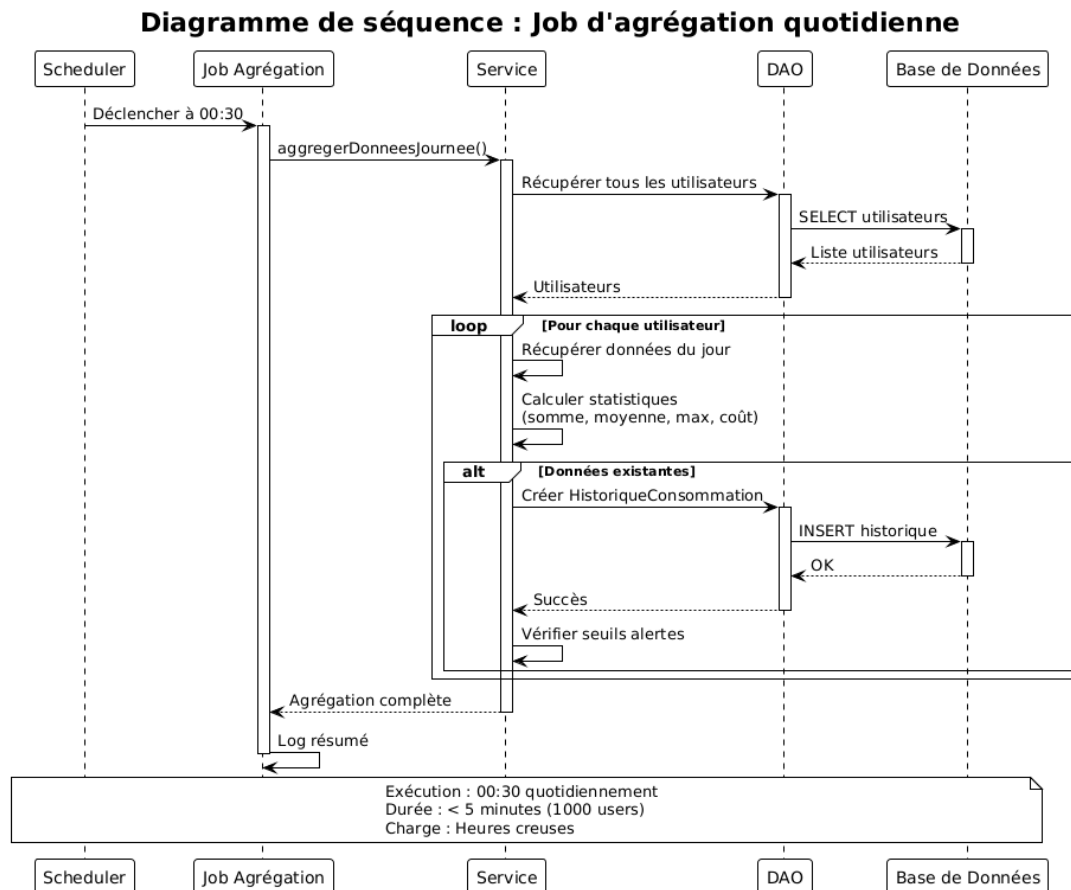 Diagramme de séquence : Job d'agrégation quotidienne
Scheduler
Job Agrégation
Service
DAO
Base de Données
Déclencher à 00:30
aggregerDonneesJournee()
Récupérer tous les utilisateurs
SELECT utilisateurs
Liste utilisateurs
Utilisateurs
loop
[Pour chaque utilisateur]
Récupérer données du jour
Calculer statistiques
(somme, moyenne, max, coût)
alt
[Données existantes]
Créer HistoriqueConsommation
INSERT historique
OK
Succès
Vérifier seuils alertes
Agrégation complète
Log résumé
Exécution : 00:30 quotidiennement
Durée : < 5 minutes (1000 users)
Charge : Heures creuses
Scheduler
Job Agrégation
Service
DAO
Base de Données